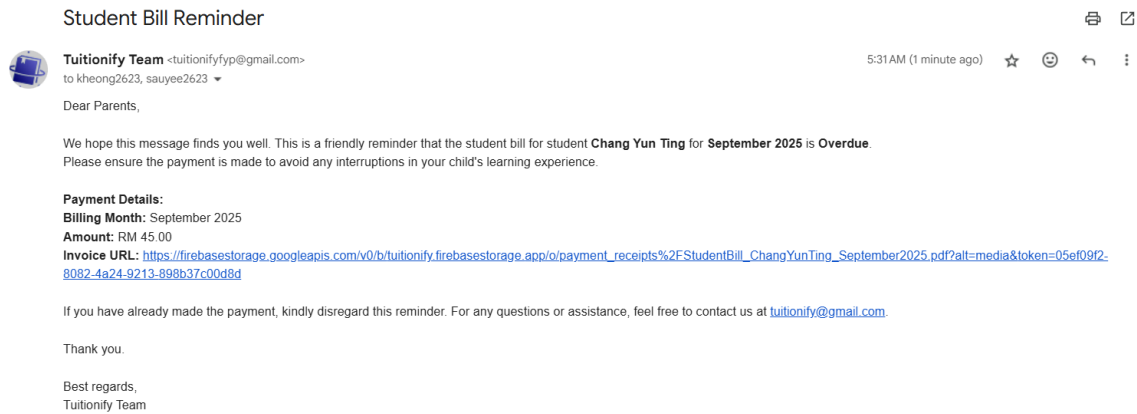 Student Bill Reminder
Tuitionify Team <tuitionifyfyp@gmail.com>
5:31 AM (1 minute ago)
to kheong2623, sauyee2623
Dear Parents,
We hope this message finds you well. This is a friendly reminder that the student bill for student Chang Yun Ting for September 2025 is Overdue.
Please ensure the payment is made to avoid any interruptions in your child's learning experience.
Payment Details:
Billing Month: September 2025
Amount: RM 45.00
Invoice URL: https://firebasestorage.googleapis.com/v0/b/tuitionify.firebasestorage.app/o/payment_receipts%2FStudentBill_ChangYunTing_September2025.pdf?alt=media&token=05ef09f2-
8082-4a24-9213-898b37c00d8d
If you have already made the payment, kindly disregard this reminder. For any questions or assistance, feel free to contact us at tuitionify@gmail.com.
Thank you.
Best regards,
Tuitionify Team